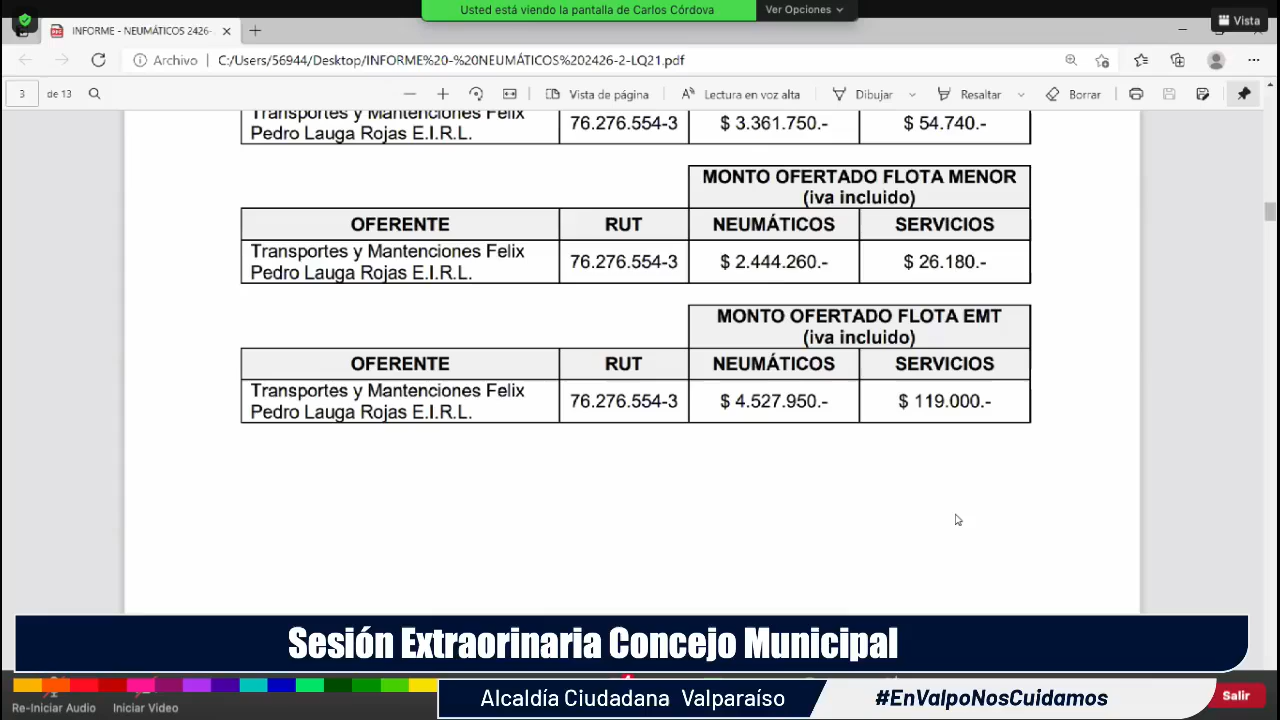 Usted está viendo la pantalla de Carlos Córdova
Ver Opciones
Vista
INFORME - NEUMÁTICOS 2426-
Archivo
C:/Users/56944/Desktop/INFORME%20-%20NEUMÁTICOS%202426-2-LQ21.pdf
3 de 13
Vista de página
Lectura en voz alta
Dibujar
Resaltar
Borrar
Transportes y Mantenciones Felix
Pedro Lauga Rojas E.I.R.L.
76.276.554-3
$ 3.361.750.-
$ 54.740.-
MONTO OFERTADO FLOTA MENOR
(iva incluido)
OFERENTE RUT NEUMÁTICOS SERVICIOS
Transportes y Mantenciones Felix
Pedro Lauga Rojas E.I.R.L.
76.276.554-3
$ 2.444.260.-
$ 26.180.-
MONTO OFERTADO FLOTA EMT
(iva incluido)
OFERENTE RUT NEUMÁTICOS SERVICIOS
Transportes y Mantenciones Felix
Pedro Lauga Rojas E.I.R.L.
76.276.554-3
$ 4.527.950.-
$ 119.000.-
Sesión Extraorinaria Concejo Municipal
Alcaldía Ciudadana Valparaíso
#EnValpoNosCuidamos
Re-Iniciar Audio
Iniciar Video
Salir